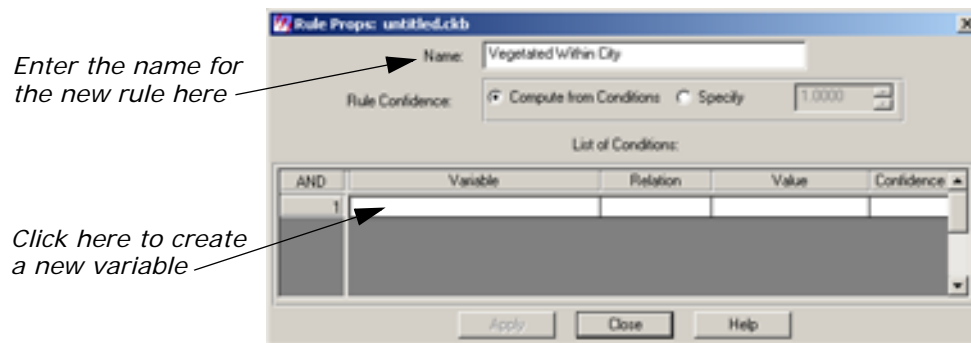 Rule Props: untitled.ckb
Enter the name for
the new rule here
Name:
Vegetated Within City
Rule Confidence:
Compute from Conditions
Specify
1.0000
List of Conditions:
AND Variable Relation Value Confidence
1
Click here to create
a new variable
Apply Close Help